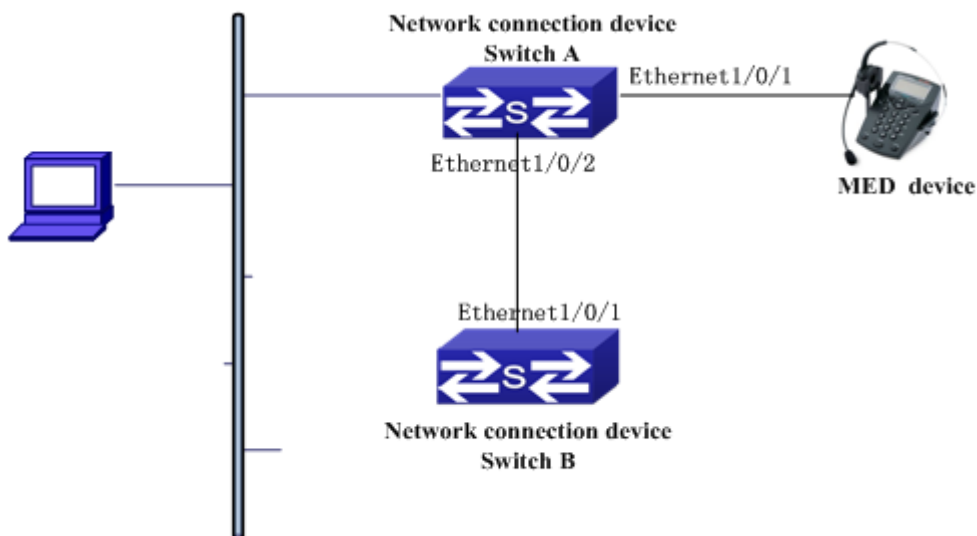 Network connection device
Switch A
Ethernet1/0/1
S
Ethernet1/0/2
MED device
Ethernet1/0/1
S
Network connection device
Switch B